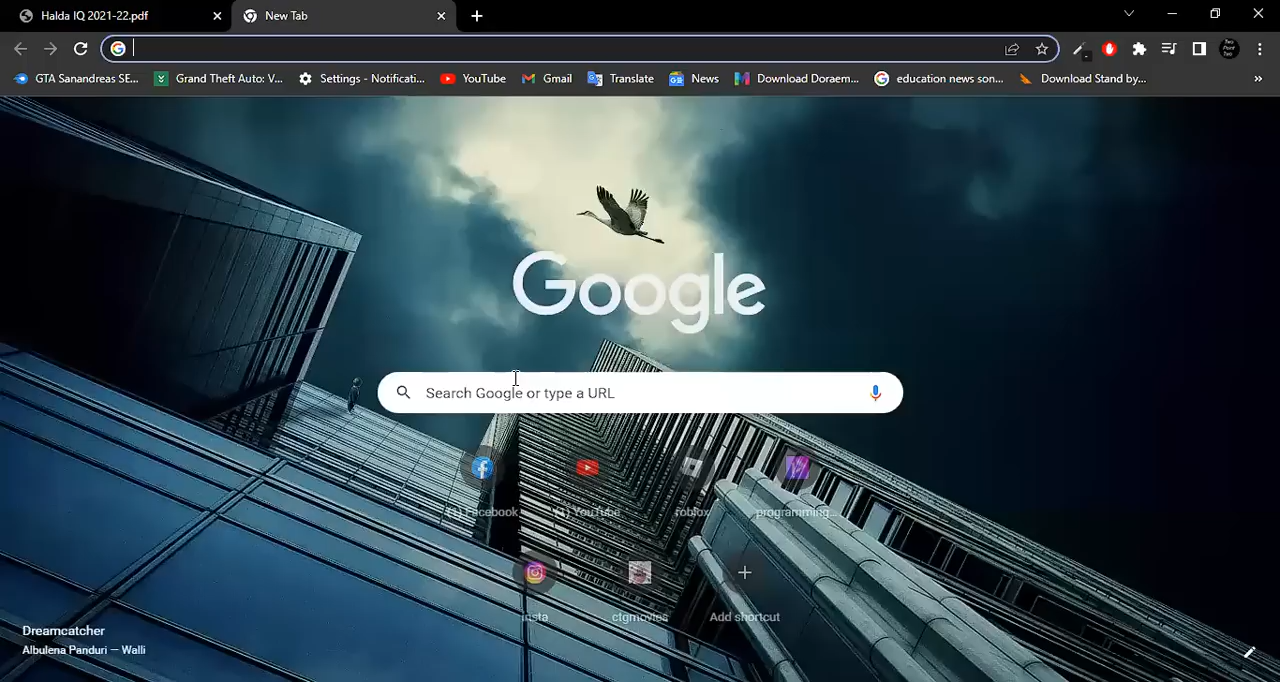 Halda IQ 2021-22.pdf
New Tab
GTA Sanandreas SE...
Grand Theft Auto: V...
Settings - Notificati...
YouTube
Gmail
Translate
News
Download Doraem...
education news son...
Download Stand by...
»
Google
Search Google or type a URL
(1) Facebook
(1) YouTube
roblox
programming...
insta
ctgmovies
Add shortcut
Dreamcatcher
Albulena Panduri — Walli